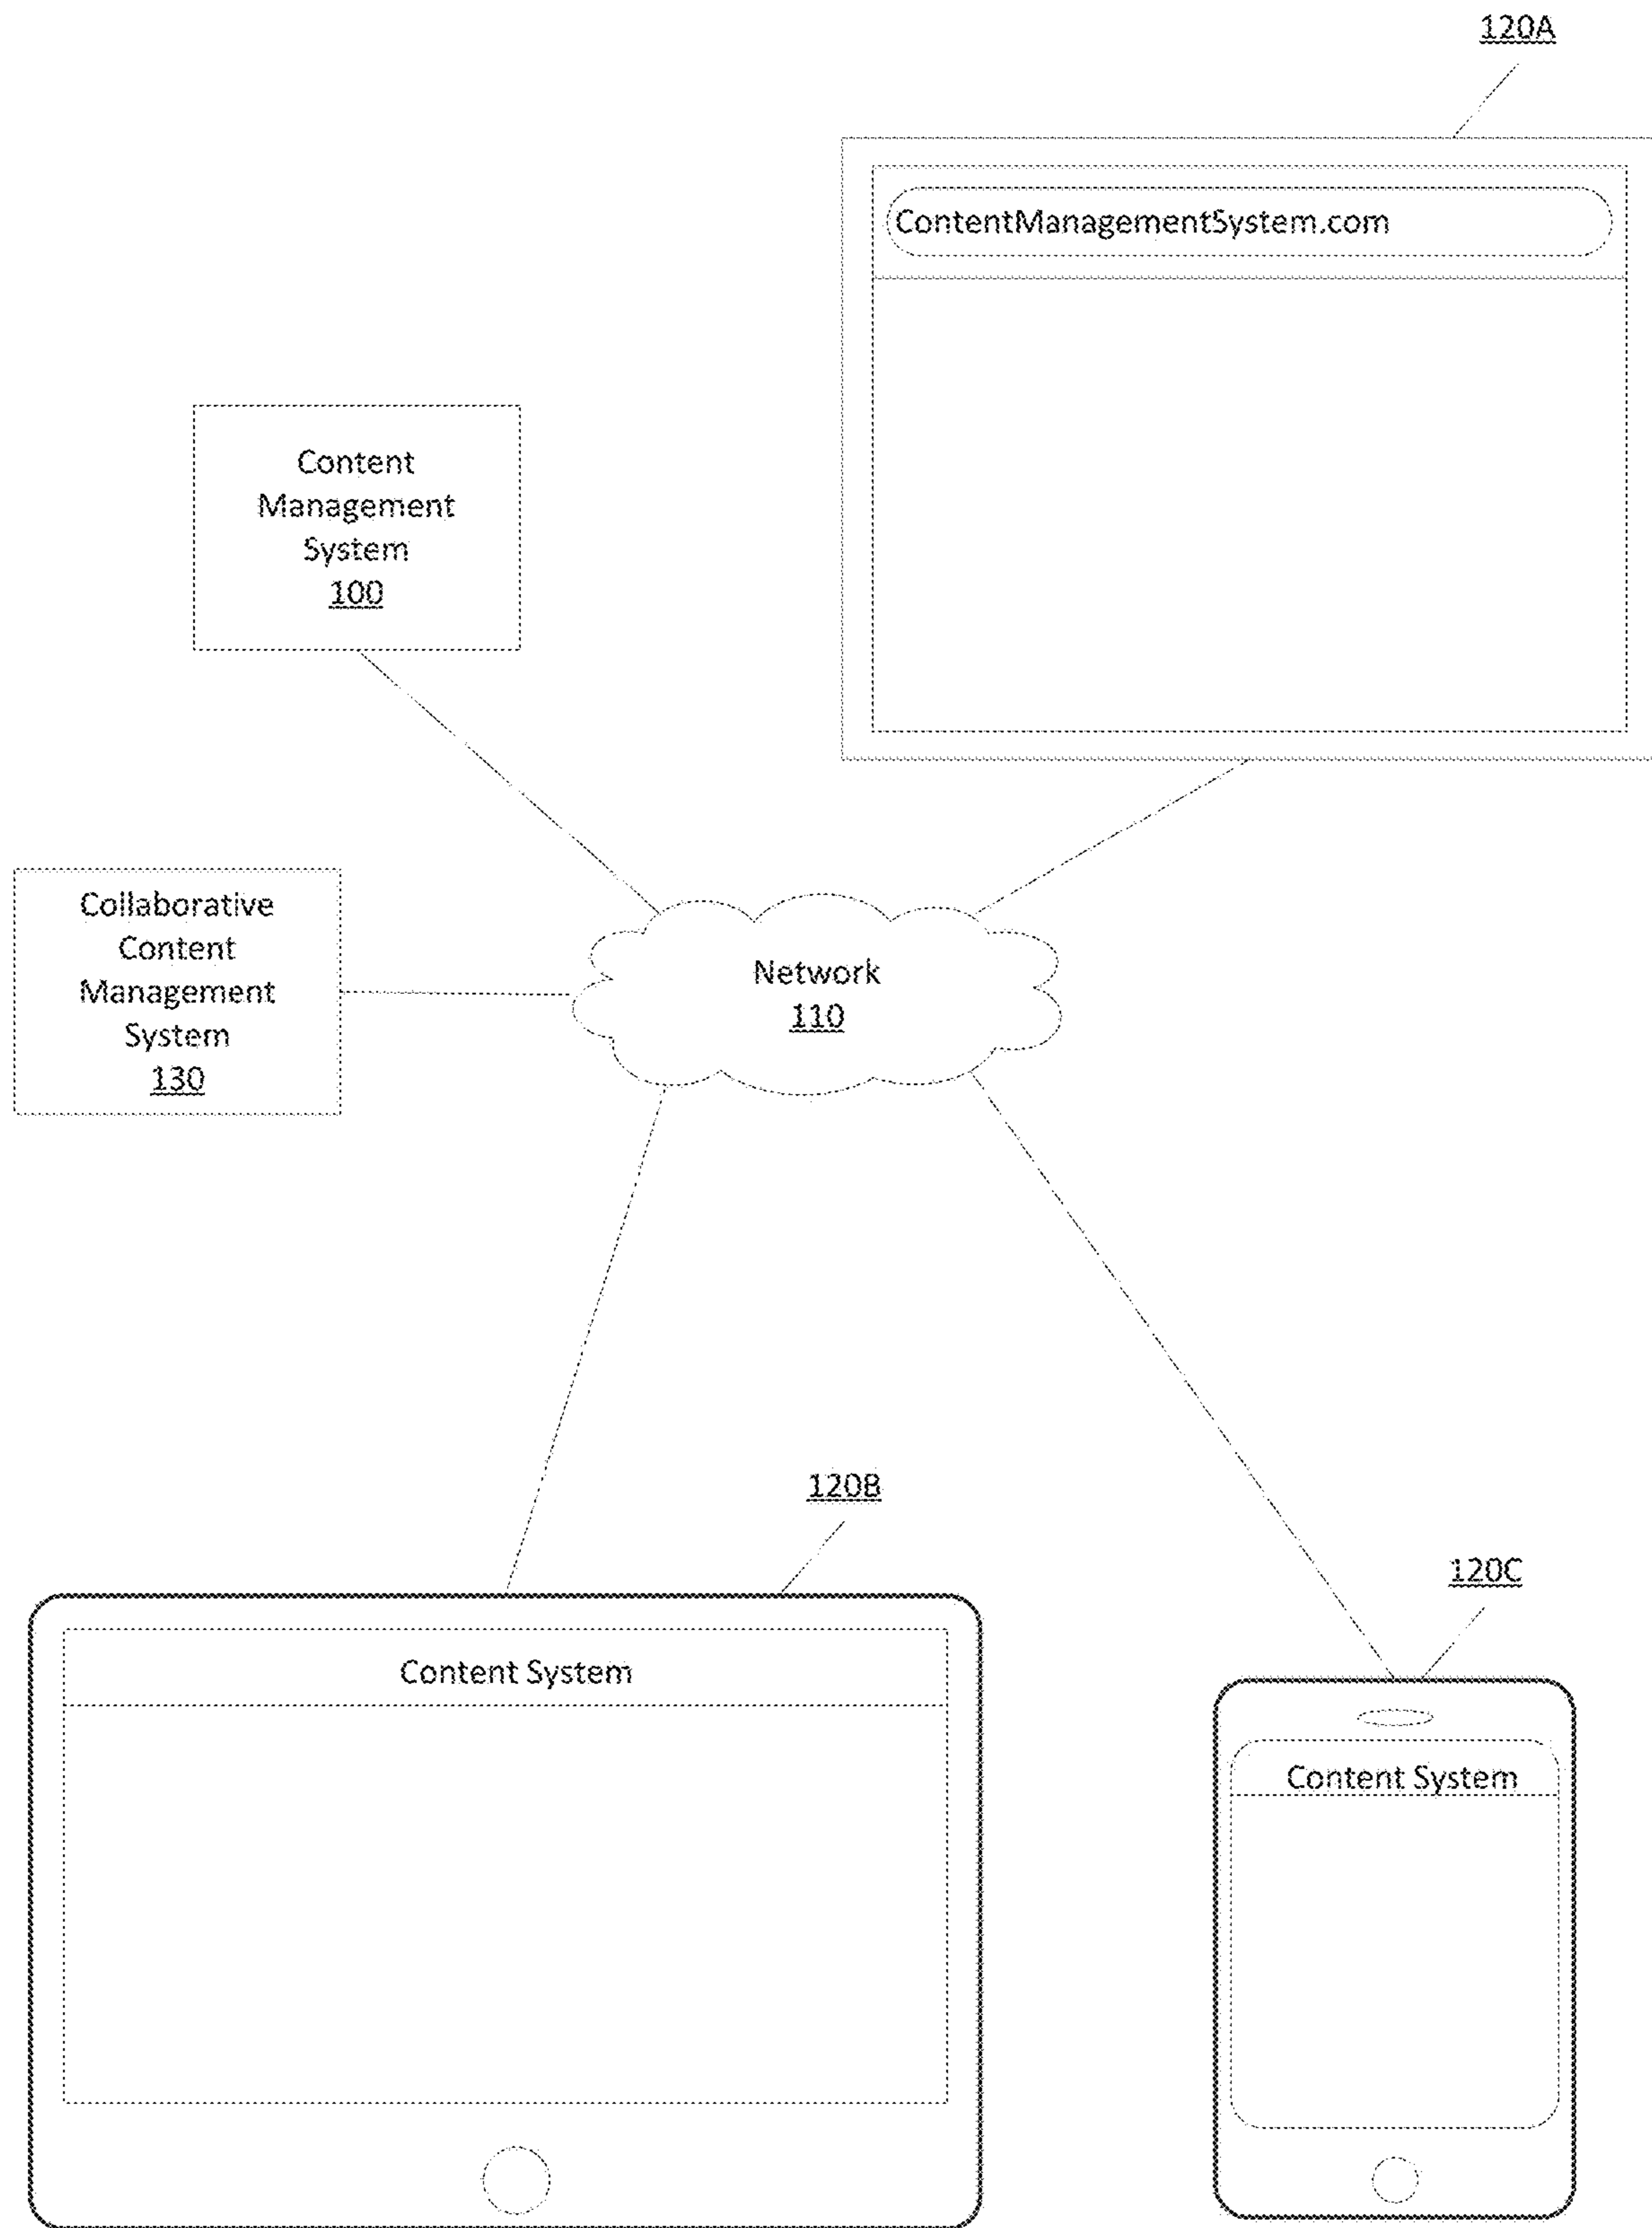 120A
ContentManagementSystem.com
Content
Management
System
100
Collaborative
Content
Management
System
130
Network
110
120B
120C
Content System
Content System